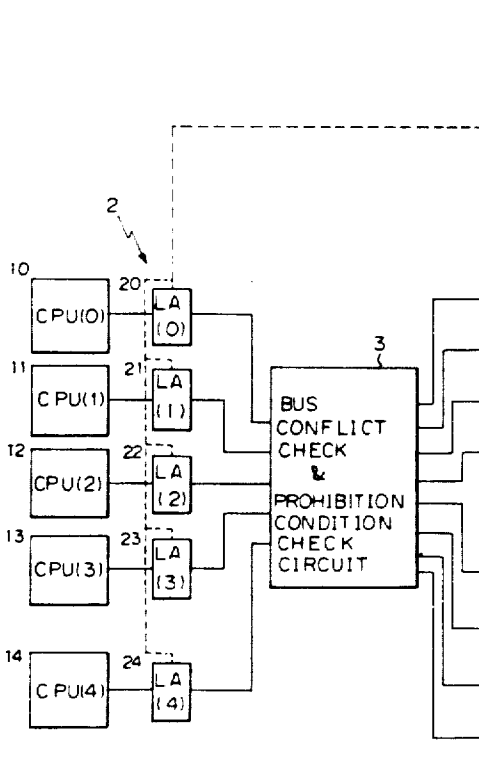 2
10
CPU(0)
20
LA
(0)
11
CPU(1)
21
LA
(1)
12
CPU(2)
22
LA
(2)
13
CPU(3)
23
LA
(3)
14
CPU(4)
24
LA
(4)
3
BUS
CONFLICT
CHECK
&
PROHIBITION
CONDITION
CHECK
CIRCUIT